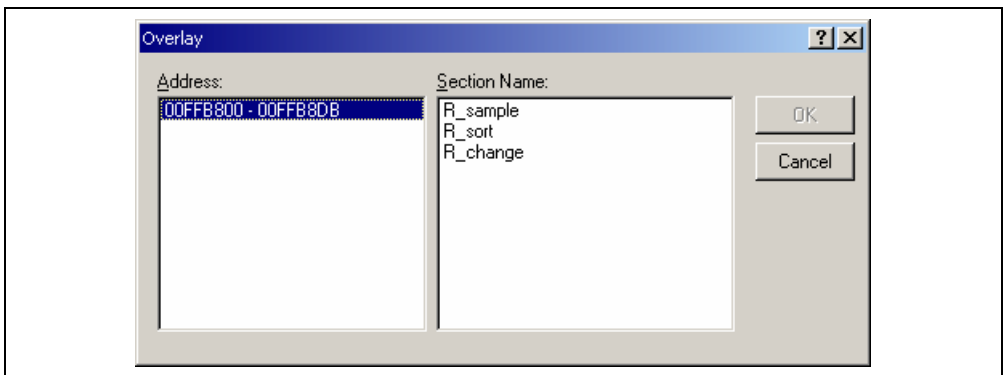 Overlay
Address:
Section Name:
00FFB800 - 00FFB8DB
R_sample
R_sort
R_change
OK
Cancel